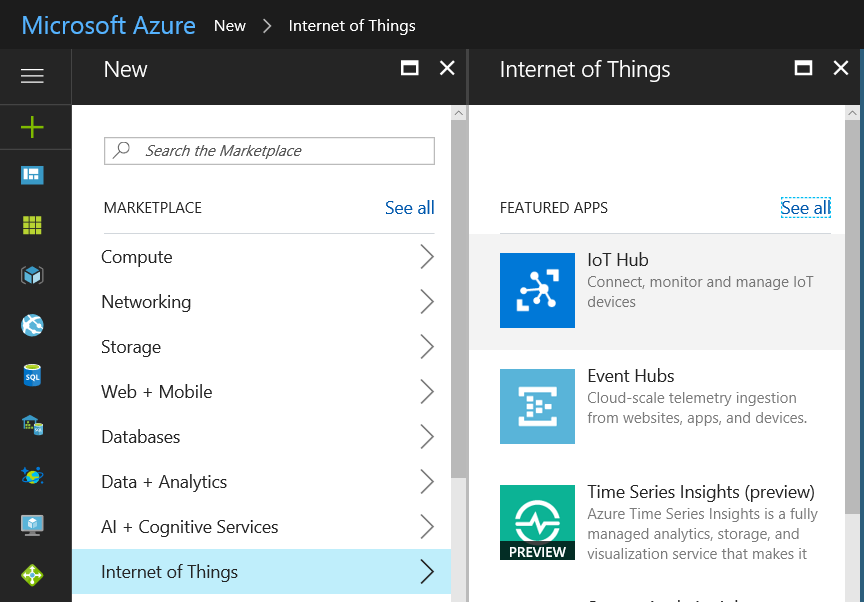 Microsoft Azure New > Internet of Things
New
Search the Marketplace
MARKETPLACE See all
Compute
Networking
Storage
Web + Mobile
Databases
Data + Analytics
AI + Cognitive Services
Internet of Things
Internet of Things
FEATURED APPS See all
IoT Hub
Connect, monitor and manage IoT
devices
Event Hubs
Cloud-scale telemetry ingestion
from websites, apps, and devices.
Time Series Insights (preview)
Azure Time Series Insights is a fully
managed analytics, storage, and
visualization service that makes it
PREVIEW
SQL